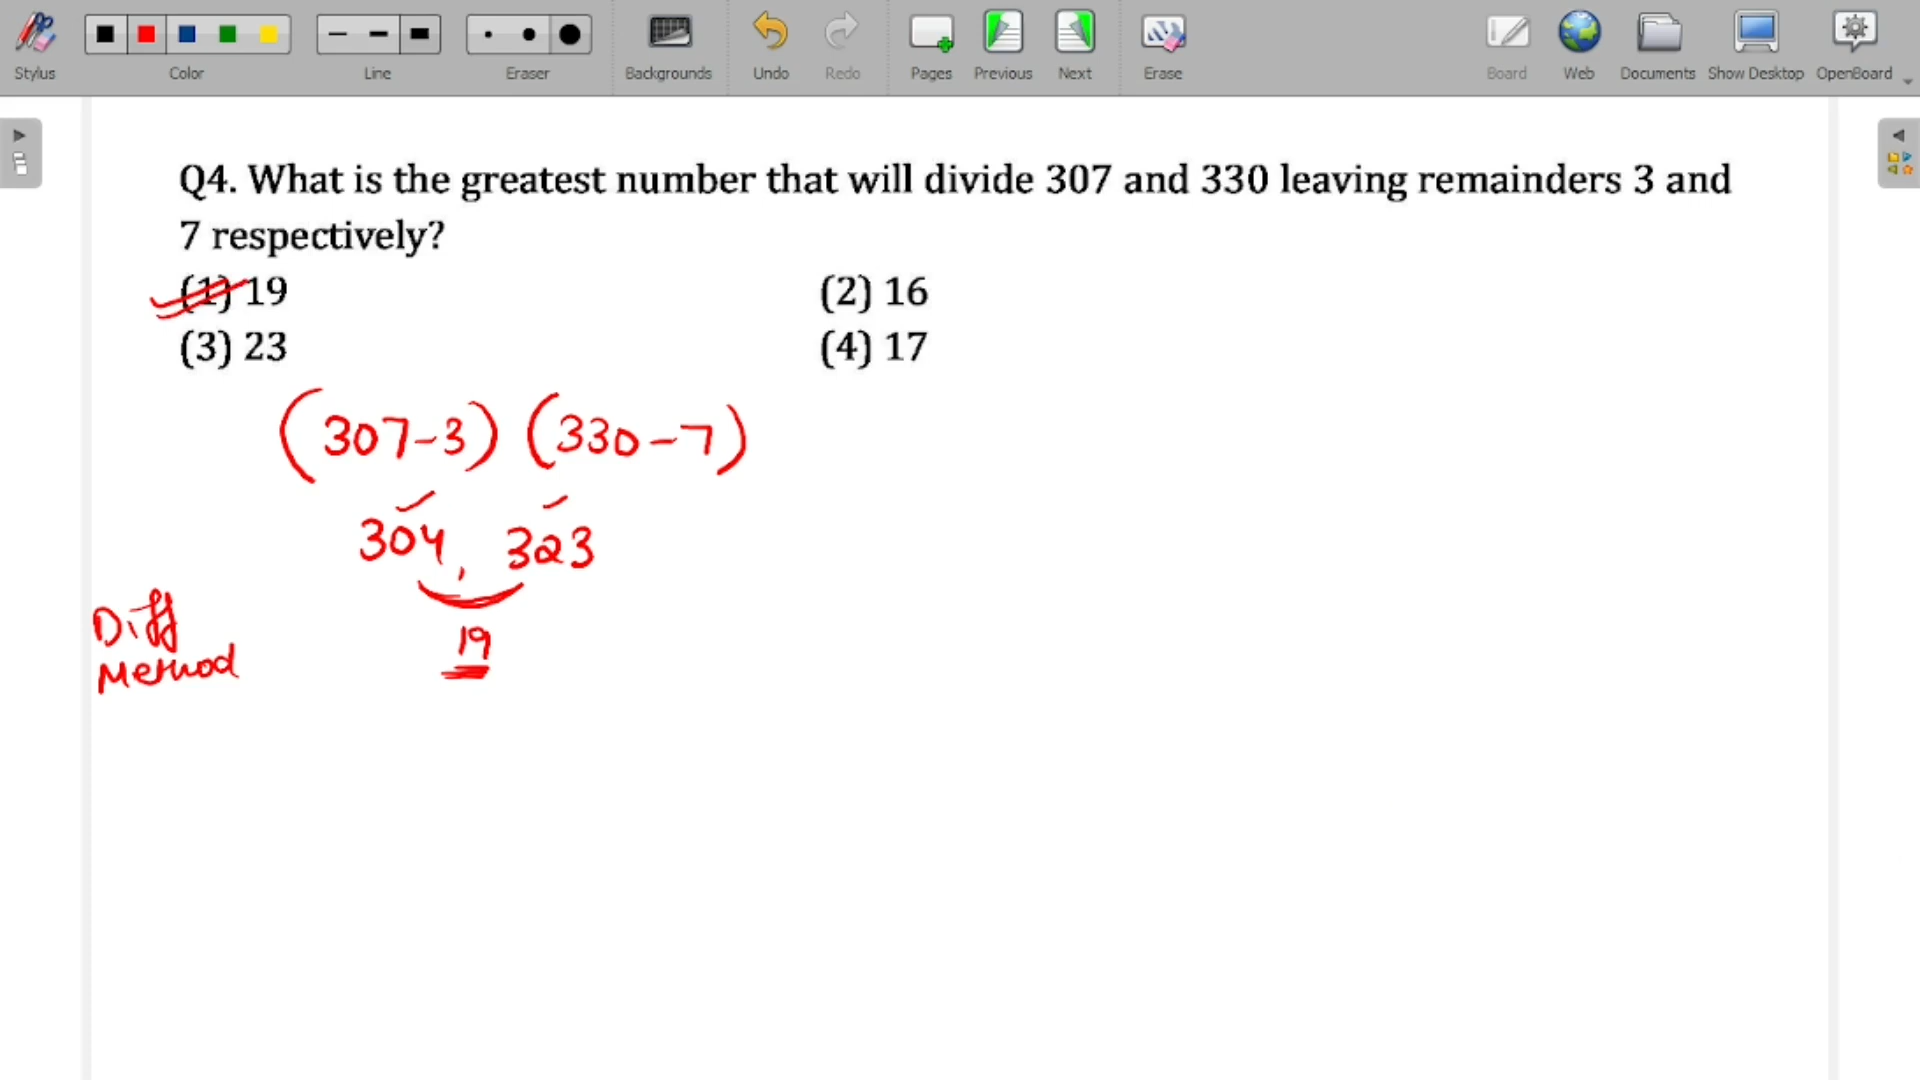 Stylus Color Line Eraser Backgrounds Undo Redo Pages Previous Next Erase Board Web Documents Show Desktop OpenBoard
Q4. What is the greatest number that will divide 307 and 330 leaving remainders 3 and
7 respectively?
(1) 19 (2) 16
(3) 23 (4) 17
(307-3) (330-7)
304, 323
19
Diff
Method